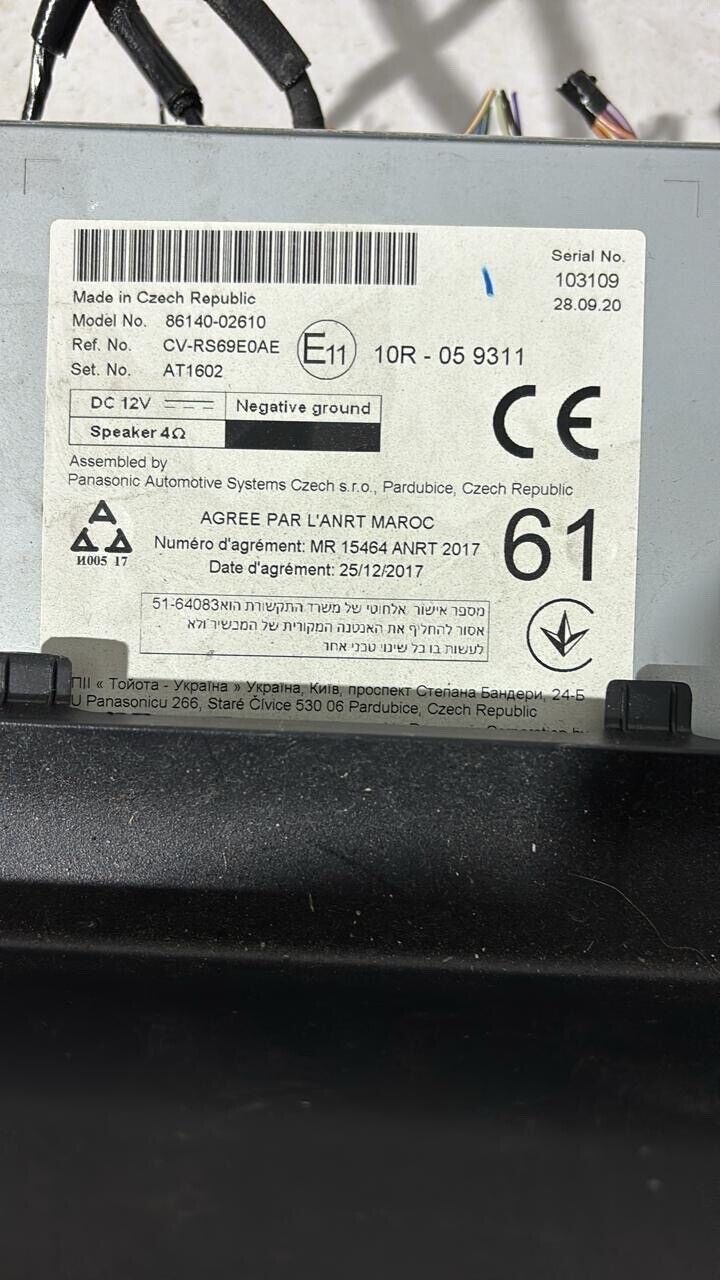 Serial No.
103109
28.09.20
Made in Czech Republic
Model No. 86140-02610
Ref. No. CV-RS69E0AE
Set. No. AT1602
E11
10R - 05 9311
DC 12V
Negative ground
Speaker 4Ω
CE
Assembled by
Panasonic Automotive Systems Czech s.r.o., Pardubice, Czech Republic
AGREE PAR L'ANRT MAROC
Numéro d'agrément: MR 15464 ANRT 2017
Date d'agrément: 25/12/2017
И005 17
61
מספר אישור אלחוטי של משרד התקשורת הוא 51-64083
אסור להחליף את האנטנה המקורית של המכשיר ולא
לעשות בו כל שינוי טכני אחר
ПІІ « Тойота - Україна » Україна, Київ, проспект Степана Бандери, 24-Б
U Panasonicu 266, Staré Čívice 530 06 Pardubice, Czech Republic